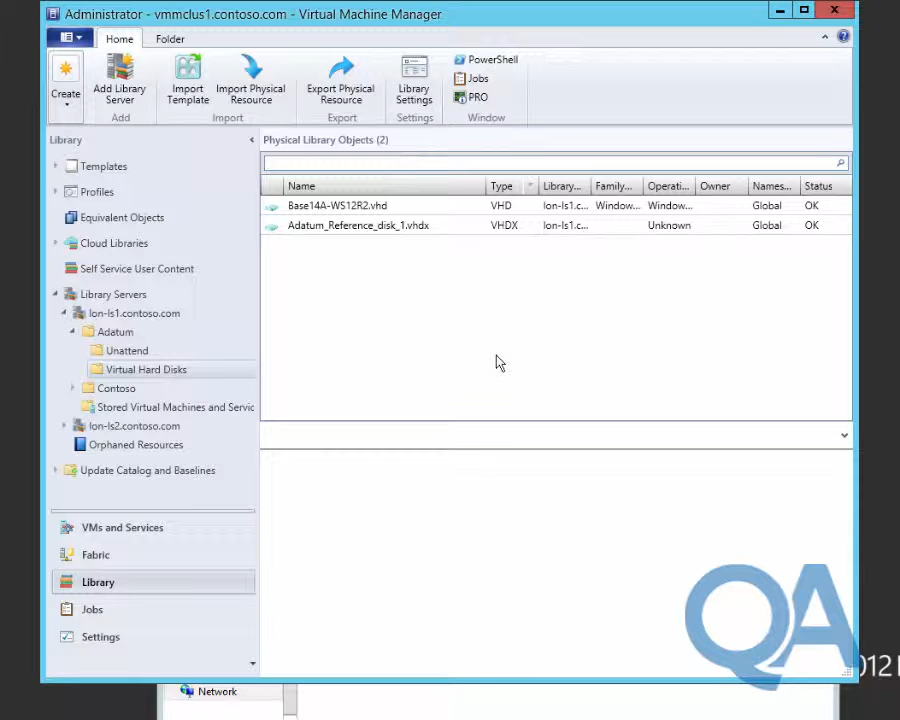 Administrator - vmmclus1.contoso.com - Virtual Machine Manager
Home
Folder
Create
Add Library Server
Import Template
Import Physical Resource
Export Physical Resource
Library Settings
PowerShell
Jobs
PRO
Add
Import
Export
Settings
Window
Library
Templates
Profiles
Equivalent Objects
Cloud Libraries
Self Service User Content
Library Servers
lon-ls1.contoso.com
Adatum
Unattend
Virtual Hard Disks
Contoso
Stored Virtual Machines and Servic
lon-ls2.contoso.com
Orphaned Resources
Update Catalog and Baselines
VMs and Services
Fabric
Library
Jobs
Settings
Physical Library Objects (2)
Name Type Library... Family... Operati... Owner Names... Status
Base14A-WS12R2.vhd VHD lon-ls1.c... Window... Window... Global OK
Adatum_Reference_disk_1.vhdx VHDX lon-ls1.c... Unknown Global OK
QA
012
Network